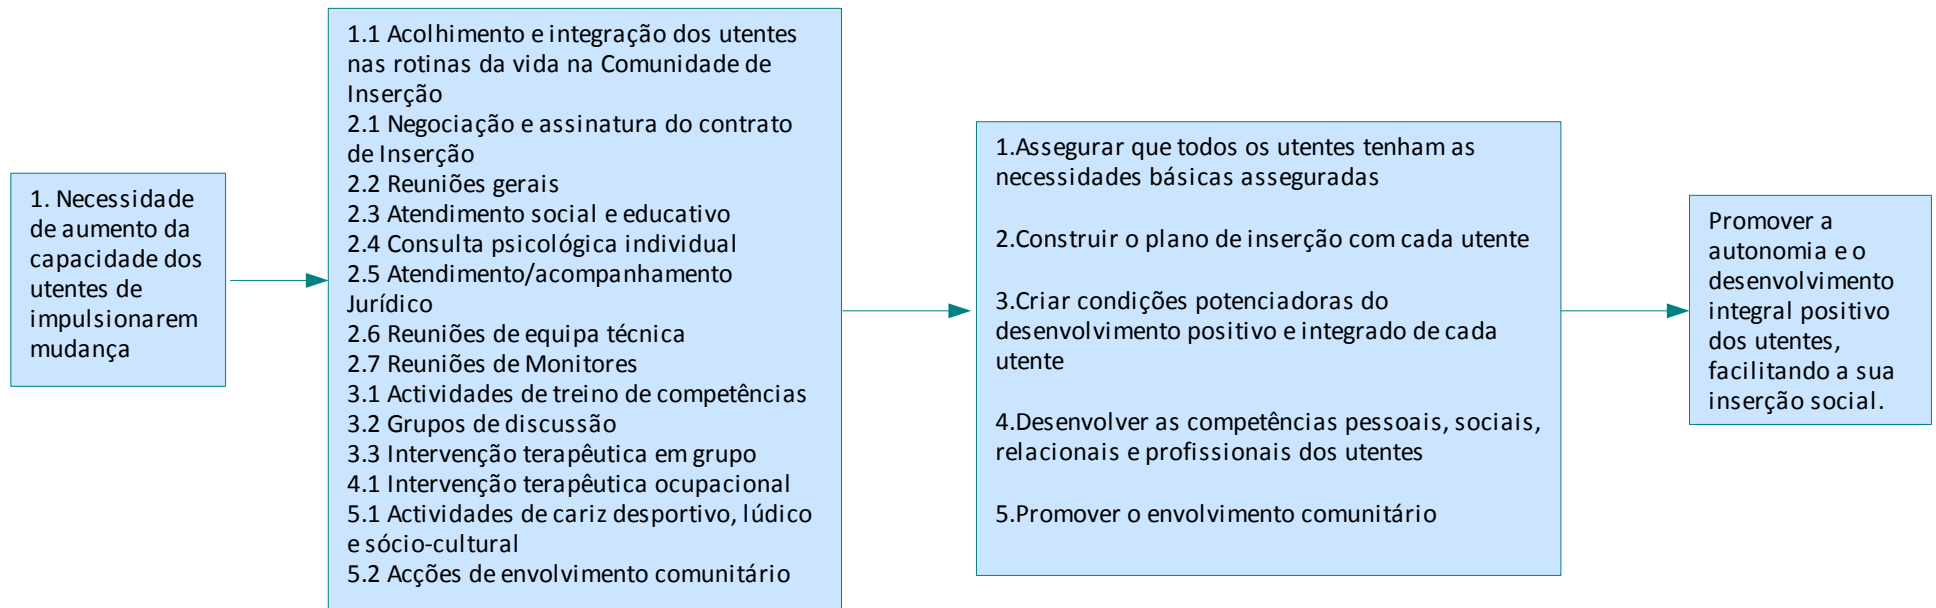 1. Necessidade
de aumento da
capacidade dos
utentes de
impulsionarem
mudança
1.1 Acolhimento e integração dos utentes
nas rotinas da vida na Comunidade de
Inserção
2.1 Negociação e assinatura do contrato
de Inserção
2.2 Reuniões gerais
2.3 Atendimento social e educativo
2.4 Consulta psicológica individual
2.5 Atendimento/acompanhamento
Jurídico
2.6 Reuniões de equipa técnica
2.7 Reuniões de Monitores
3.1 Actividades de treino de competências
3.2 Grupos de discussão
3.3 Intervenção terapêutica em grupo
4.1 Intervenção terapêutica ocupacional
5.1 Actividades de cariz desportivo, lúdico
e sócio-cultural
5.2 Acções de envolvimento comunitário
1.Assegurar que todos os utentes tenham as
necessidades básicas asseguradas
2.Construir o plano de inserção com cada utente
3.Criar condições potenciadoras do
desenvolvimento positivo e integrado de cada
utente
4.Desenvolver as competências pessoais, sociais,
relacionais e profissionais dos utentes
5.Promover o envolvimento comunitário
Promover a
autonomia e o
desenvolvimento
integral positivo
dos utentes,
facilitando a sua
inserção social.